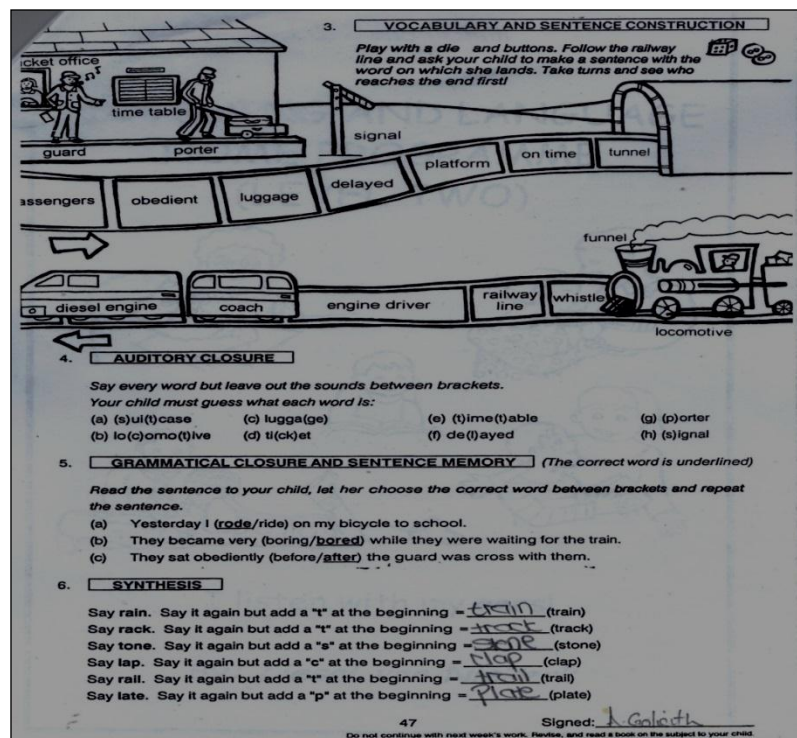 3. VOCABULARY AND SENTENCE CONSTRUCTION
Play with a die and buttons. Follow the railway
line and ask your child to make a sentence with the
word on which she lands. Take turns and see who
reaches the end first!
icket office
time table
guard
porter
signal
assengers
obedient
luggage
delayed
platform
on time
tunnel
funnel
diesel engine
coach
engine driver
railway
line
whistle
locomotive
4. AUDITORY CLOSURE
Say every word but leave out the sounds between brackets.
Your child must guess what each word is:
(a) (s)ui(t)case (c) lugga(ge) (e) (t)ime(t)able (g) (p)orter
(b) lo(c)omo(t)ive (d) ti(ck)et (f) de(l)ayed (h) (s)ignal
5. GRAMMATICAL CLOSURE AND SENTENCE MEMORY (The correct word is underlined)
Read the sentence to your child, let her choose the correct word between brackets and repeat
the sentence.
(a) Yesterday I (rode/ride) on my bicycle to school.
(b) They became very (boring/bored) while they were waiting for the train.
(c) They sat obediently (before/after) the guard was cross with them.
6. SYNTHESIS
Say rain. Say it again but add a "t" at the beginning = train (train)
Say rack. Say it again but add a "t" at the beginning = track (track)
Say tone. Say it again but add a "s" at the beginning = stone (stone)
Say lap. Say it again but add a "c" at the beginning = clap (clap)
Say rail. Say it again but add a "t" at the beginning = trail (trail)
Say late. Say it again but add a "p" at the beginning = plate (plate)
47 Signed:
Do not continue with next week's work. Revise, and read a book on the subject to your child.